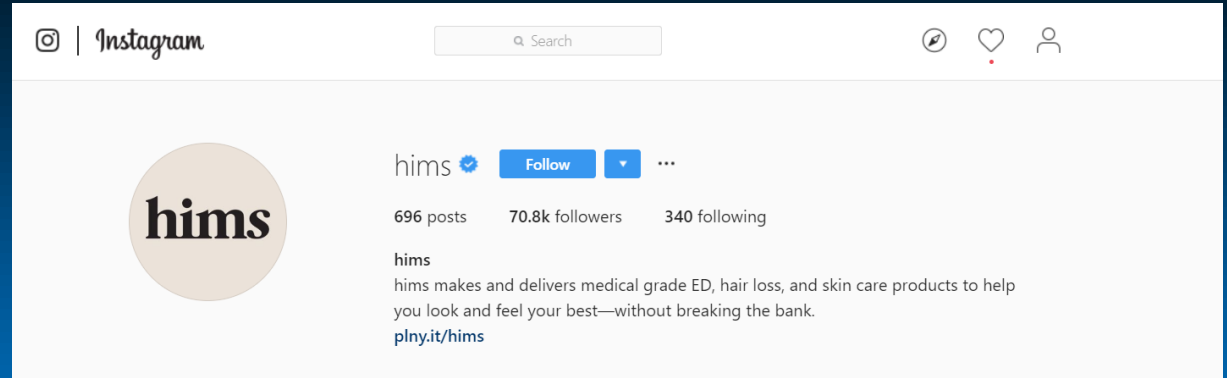 Instagram
Search
hims
hims Follow
696 posts 70.8k followers 340 following
hims
hims makes and delivers medical grade ED, hair loss, and skin care products to help
you look and feel your best—without breaking the bank.
plny.it/hims